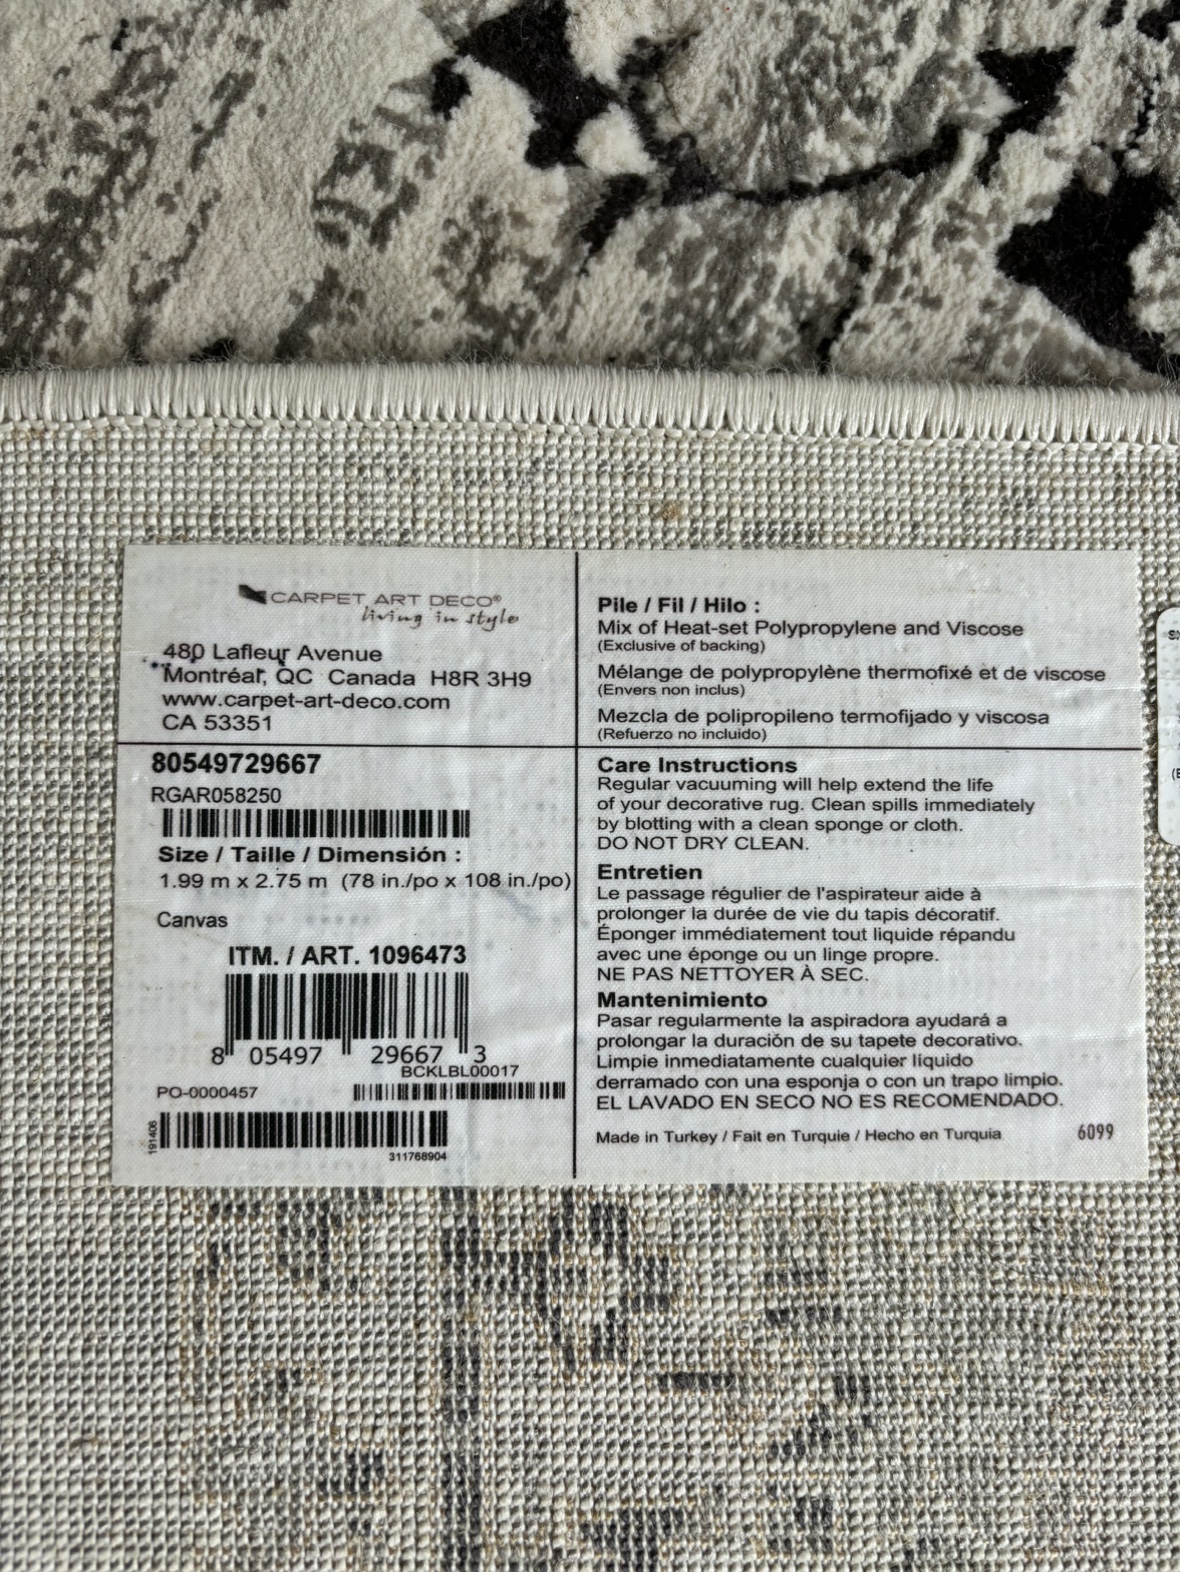 CARPET ART DECO®
living in style
480 Lafleur Avenue
Montréal, QC Canada H8R 3H9
www.carpet-art-deco.com
CA 53351
Pile / Fil / Hilo :
Mix of Heat-set Polypropylene and Viscose
(Exclusive of backing)
Mélange de polypropylène thermofixé et de viscose
(Envers non inclus)
Mezcla de polipropileno termofijado y viscosa
(Refuerzo no incluido)
80549729667
RGAR058250
Size / Taille / Dimensión :
1.99 m x 2.75 m (78 in./po x 108 in./po)
Canvas
ITM. / ART. 1096473
8 05497 29667 3
BCKLBL00017
PO-0000457
191406
311768904
Care Instructions
Regular vacuuming will help extend the life
of your decorative rug. Clean spills immediately
by blotting with a clean sponge or cloth.
DO NOT DRY CLEAN.
Entretien
Le passage régulier de l'aspirateur aide à
prolonger la durée de vie du tapis décoratif.
Éponger immédiatement tout liquide répandu
avec une éponge ou un linge propre.
NE PAS NETTOYER À SEC.
Mantenimiento
Pasar regularmente la aspiradora ayudará a
prolongar la duración de su tapete decorativo.
Limpie inmediatamente cualquier líquido
derramado con una esponja o con un trapo limpio.
EL LAVADO EN SECO NO ES RECOMENDADO.
Made in Turkey / Fait en Turquie / Hecho en Turquia
6099